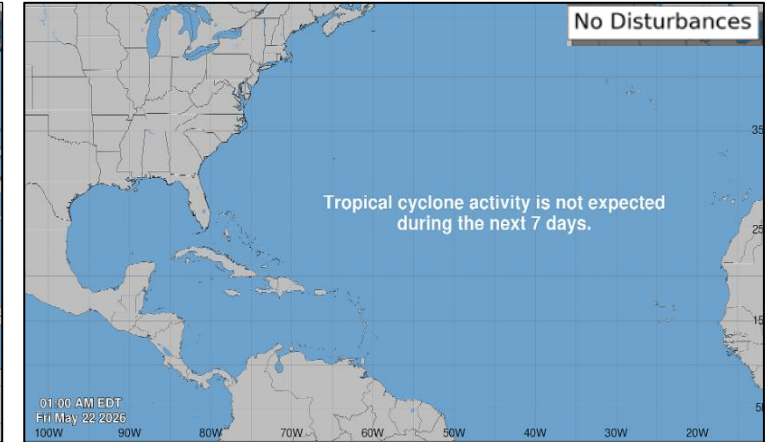 No Disturbances
35
Tropical cyclone activity is not expected
during the next 7 days.
25
15
01:00 AM EDT
Fri May 22 2026
5
100W 90W 80W 70W 60W 50W 40W 30W 20W